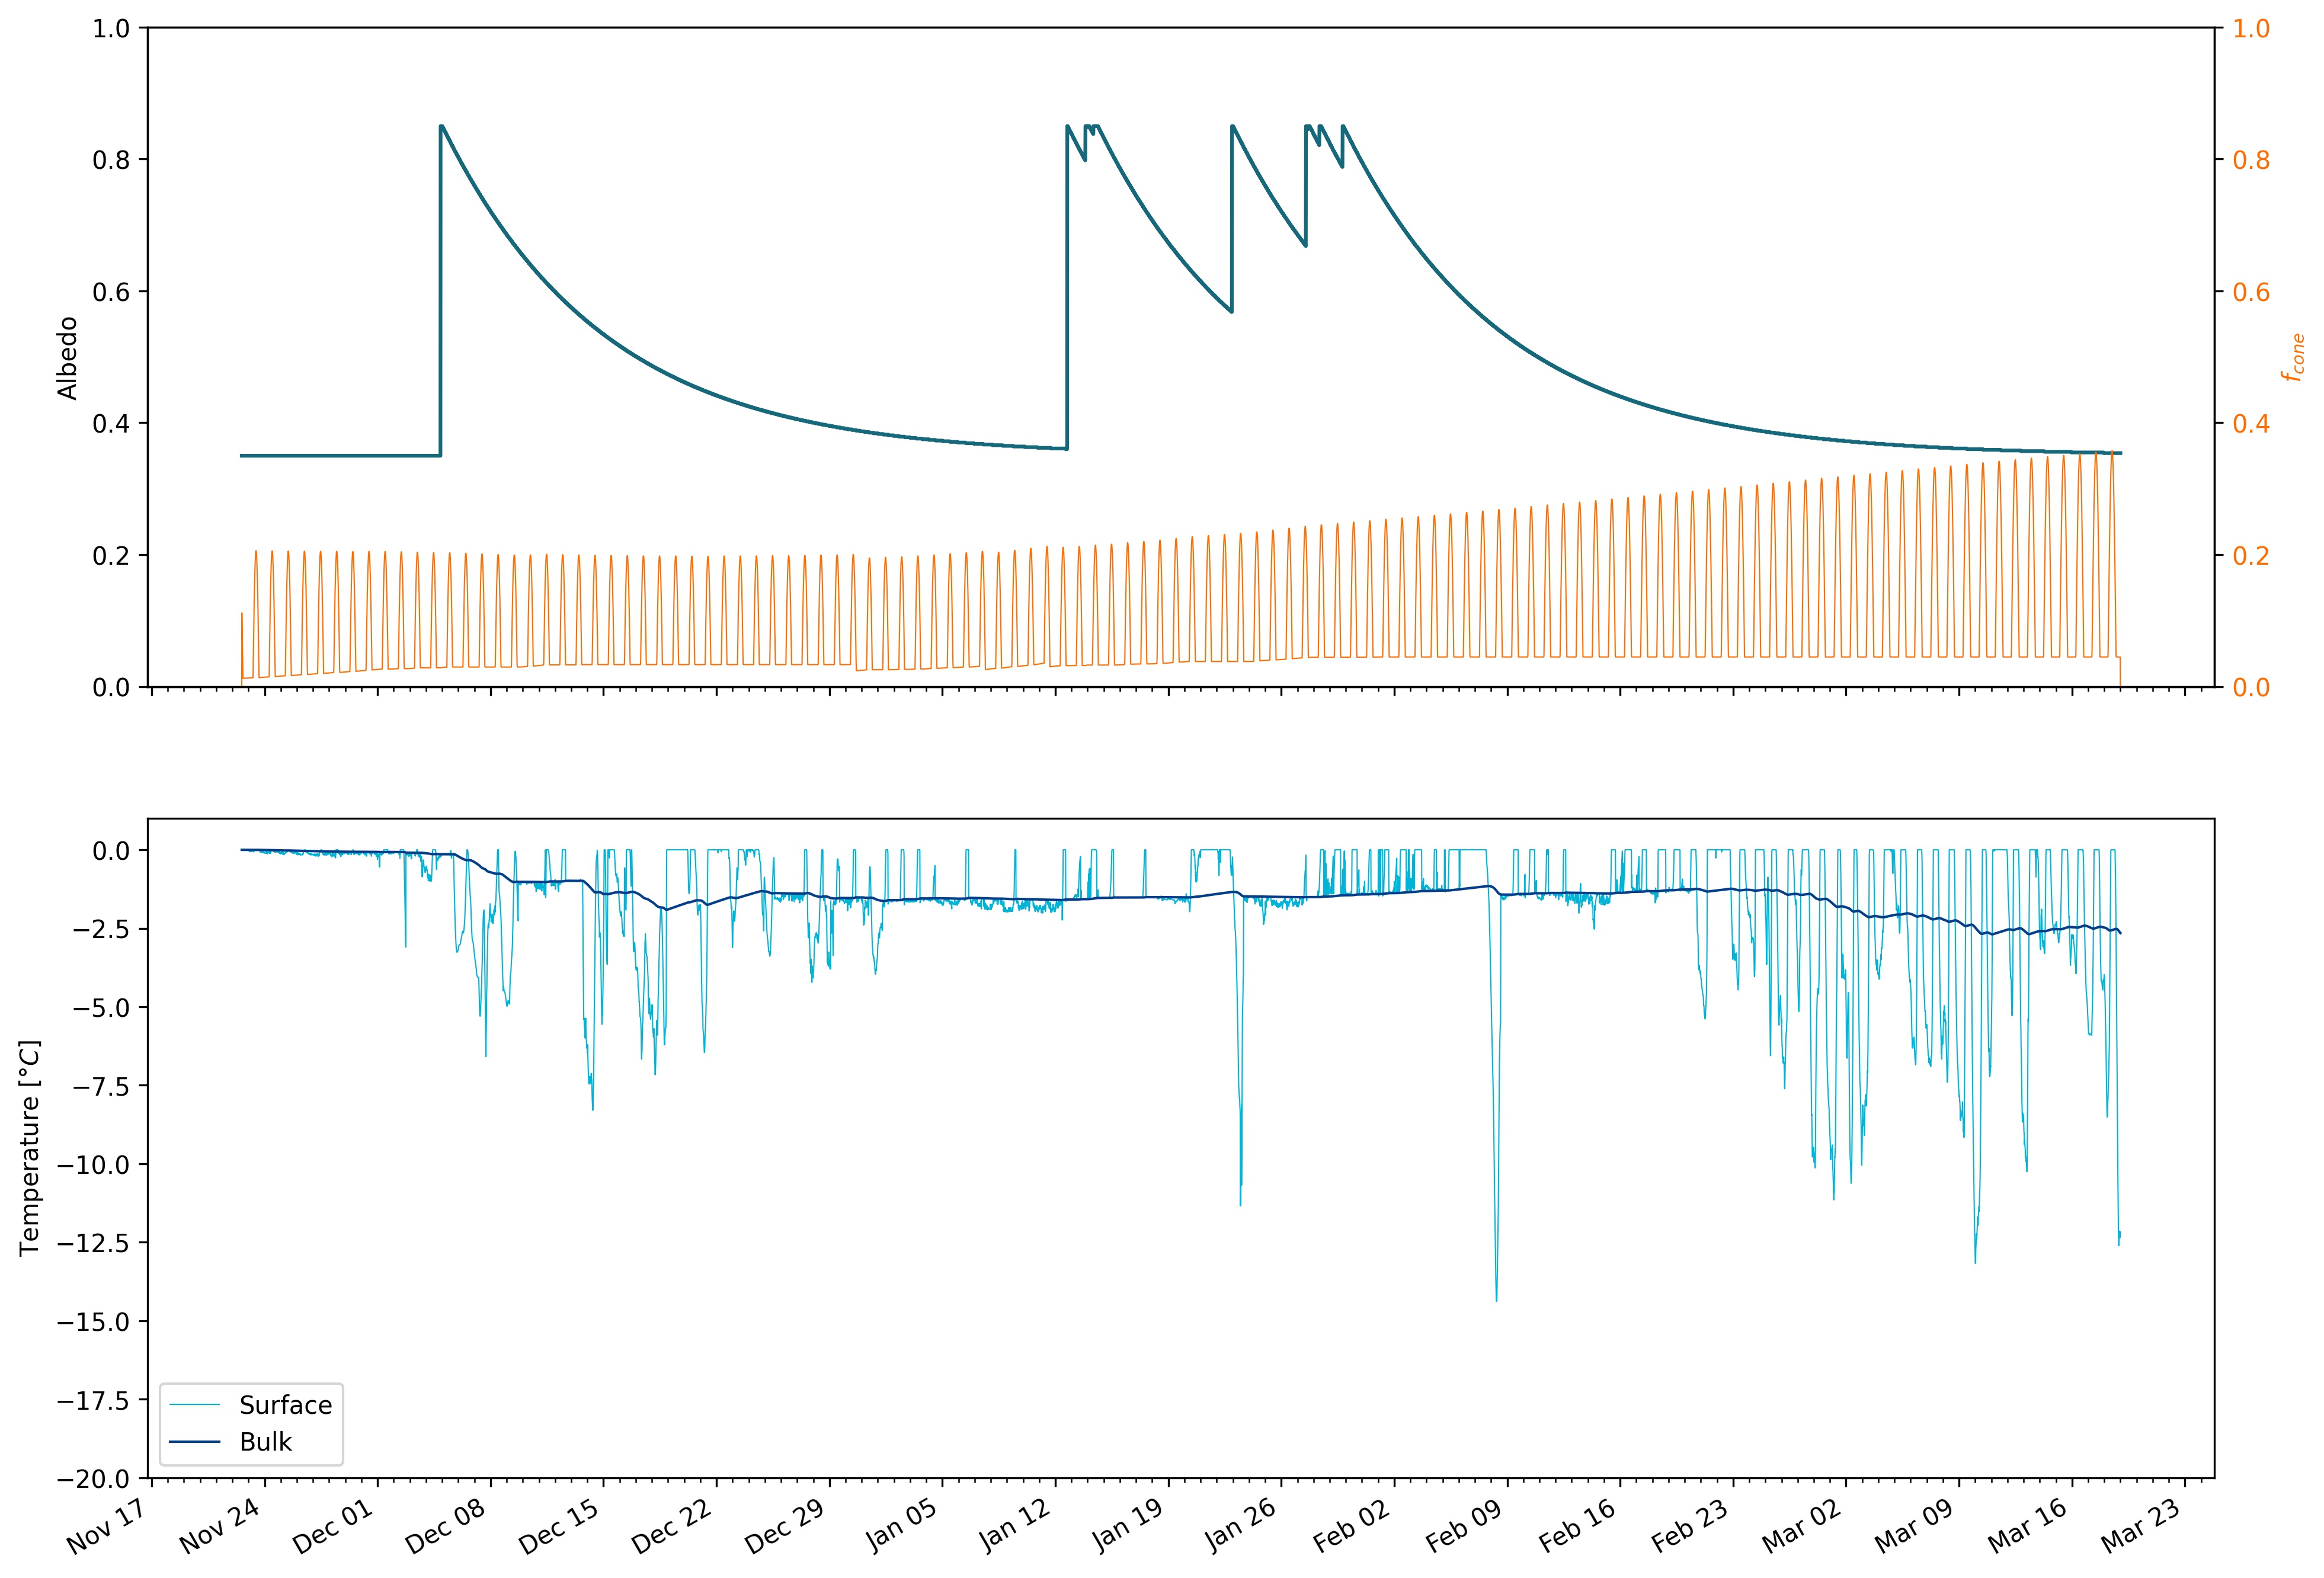 1.0
0.8
0.6
0.4
0.2
0.0
Albedo
1.0
0.8
0.6
0.4
0.2
0.0
f_cone
0.0
−2.5
−5.0
−7.5
−10.0
−12.5
−15.0
−17.5
−20.0
Temperature [°C]
Surface
Bulk
Nov 17
Nov 24
Dec 01
Dec 08
Dec 15
Dec 22
Dec 29
Jan 05
Jan 12
Jan 19
Jan 26
Feb 02
Feb 09
Feb 16
Feb 23
Mar 02
Mar 09
Mar 16
Mar 23